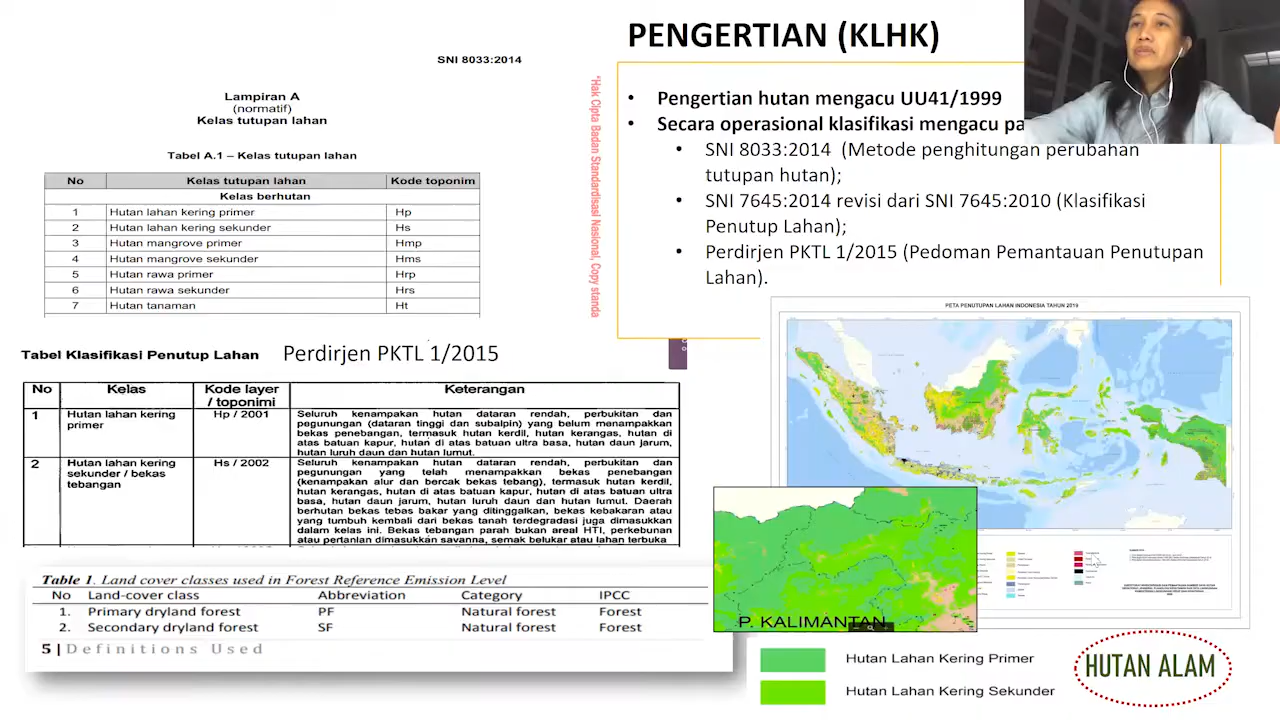 PENGERTIAN (KLHK)
• Pengertian hutan mengacu UU41/1999
• Secara operasional klasifikasi mengacu pa
• SNI 8033:2014 (Metode penghitungan perubahan
tutupan hutan);
• SNI 7645:2014 revisi dari SNI 7645:2010 (Klasifikasi
Penutup Lahan);
• Perdirjen PKTL 1/2015 (Pedoman Pemantauan Penutupan
Lahan).
SNI 8033:2014
Lampiran A
(normatif)
Kelas tutupan lahan
Tabel A.1 – Kelas tutupan lahan
No Kelas tutupan lahan Kode toponim
Kelas berhutan
1 Hutan lahan kering primer Hp
2 Hutan lahan kering sekunder Hs
3 Hutan mangrove primer Hmp
4 Hutan mangrove sekunder Hms
5 Hutan rawa primer Hrp
6 Hutan rawa sekunder Hrs
7 Hutan tanaman Ht
"Hak Cipta Badan Standardisasi Nasional, Copy standa
Tabel Klasifikasi Penutup Lahan Perdirjen PKTL 1/2015
No Kelas Kode layer Keterangan
/ toponimi
1 Hutan lahan kering Hp / 2001 Seluruh kenampakan hutan dataran rendah, perbukitan dan
primer pegunungan (dataran tinggi dan subalpin) yang belum menampakkan
bekas penebangan, termasuk hutan kerdil, hutan kerangas, hutan di
atas batuan kapur, hutan di atas batuan ultra basa, hutan daun jarum,
hutan luruh daun dan hutan lumut.
2 Hutan lahan kering Hs / 2002 Seluruh kenampakan hutan dataran rendah, perbukitan dan
sekunder / bekas pegunungan yang telah menampakkan bekas penebangan
tebangan (kenampakan alur dan bercak bekas tebang), termasuk hutan kerdil,
hutan kerangas, hutan di atas batuan kapur, hutan di atas batuan ultra
basa, hutan daun jarum, hutan luruh daun dan hutan lumut. Daerah
berhutan bekas tebas bakar yang ditinggalkan, bekas kebakaran atau
yang tumbuh kembali dari bekas tanah terdegradasi juga dimasukkan
dalam kelas ini. Bekas tebangan parah bukan areal HTI, perkebunan
atau pertanian dimasukkan savanna, semak belukar atau lahan terbuka
Table 1. Land cover classes used in Forest Reference Emission Level
No Land-cover class Abbreviation IPCC
1. Primary dryland forest PF Natural forest Forest
2. Secondary dryland forest SF Natural forest Forest
5 | Definitions Used
PETA PENUTUPAN LAHAN INDONESIA TAHUN 2019
P. KALIMANTAN
Hutan Lahan Kering Primer
Hutan Lahan Kering Sekunder
HUTAN ALAM